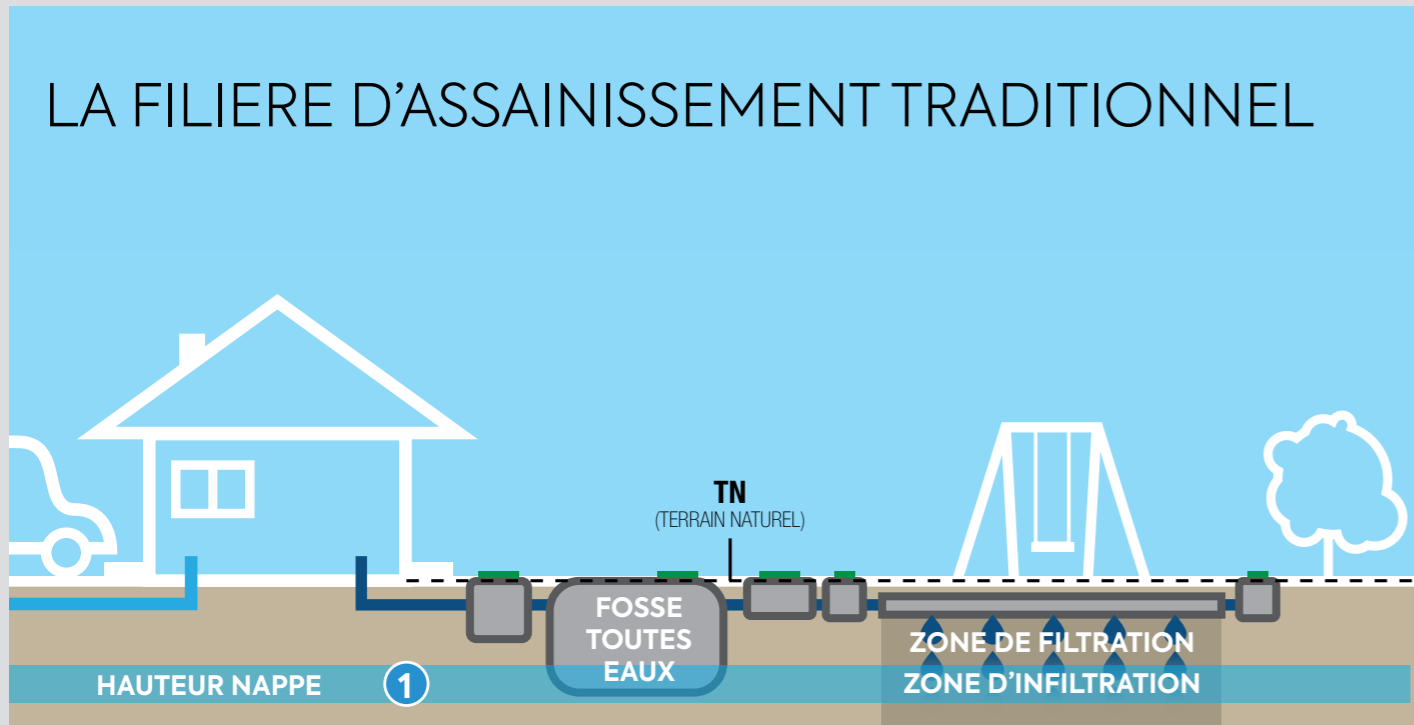 LA FILIERE D'ASSAINISSEMENT TRADITIONNEL
TN
(TERRAIN NATUREL)
FOSSE
TOUTES
EAUX
ZONE DE FILTRATION
ZONE D'INFILTRATION
HAUTEUR NAPPE
1